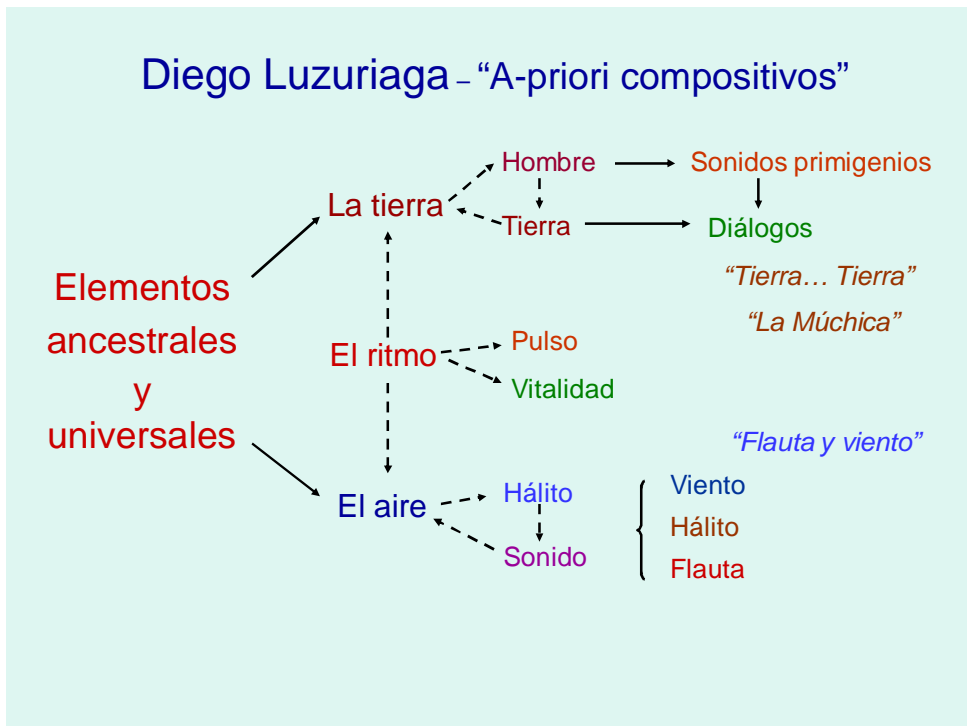 Diego Luzuriaga – “A-priori compositivos”
Hombre
Sonidos primigenios
La tierra
Tierra
Diálogos
“Tierra… Tierra”
“La Múchica”
Elementos
ancestrales
y
universales
El ritmo
Pulso
Vitalidad
“Flauta y viento”
El aire
Hálito
Sonido
Viento
Hálito
Flauta